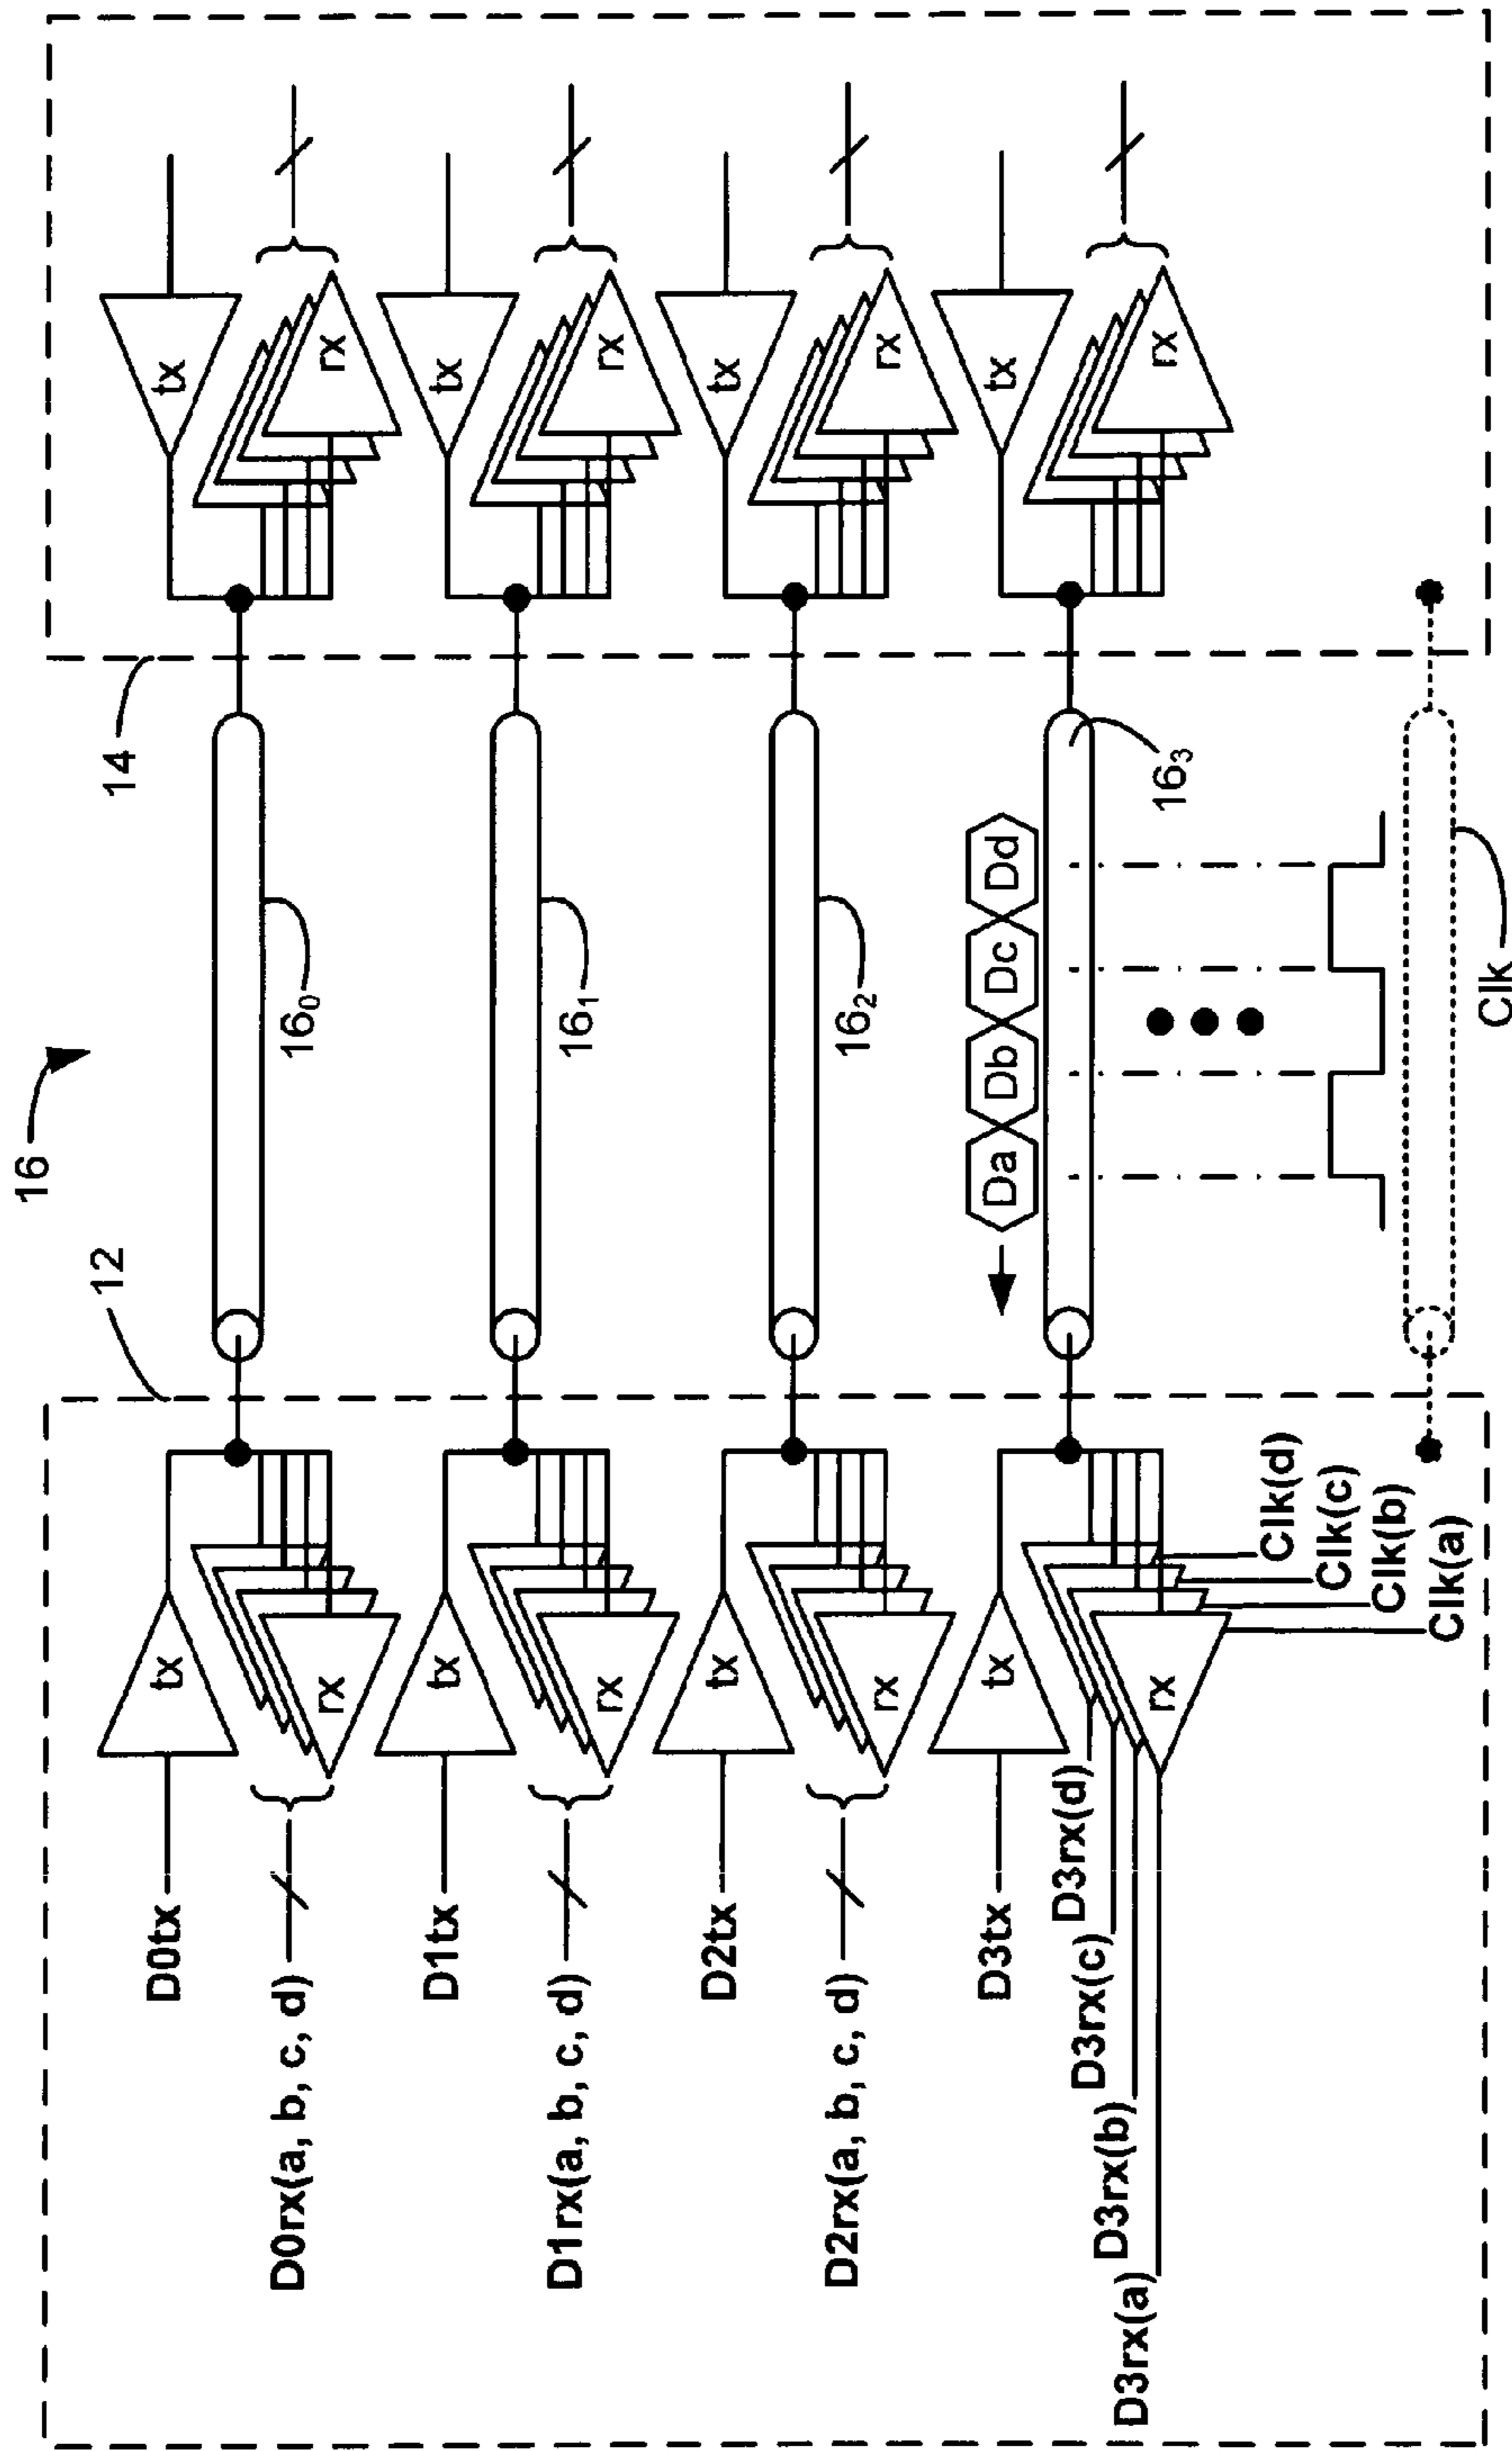 16
12
14
D0tx
tx
tx
D0rx(a, b, c, d)
rx
16₀
rx
D1tx
tx
tx
D1rx(a, b, c, d)
rx
16₁
rx
D2tx
tx
tx
D2rx(a, b, c, d)
rx
16₂
rx
D3tx
tx
Da Db Dc Dd
tx
D3rx(d)
D3rx(c)
D3rx(b)
D3rx(a)
rx
16₃
rx
Clk(d)
Clk(c)
Clk(b)
Clk(a)
Clk